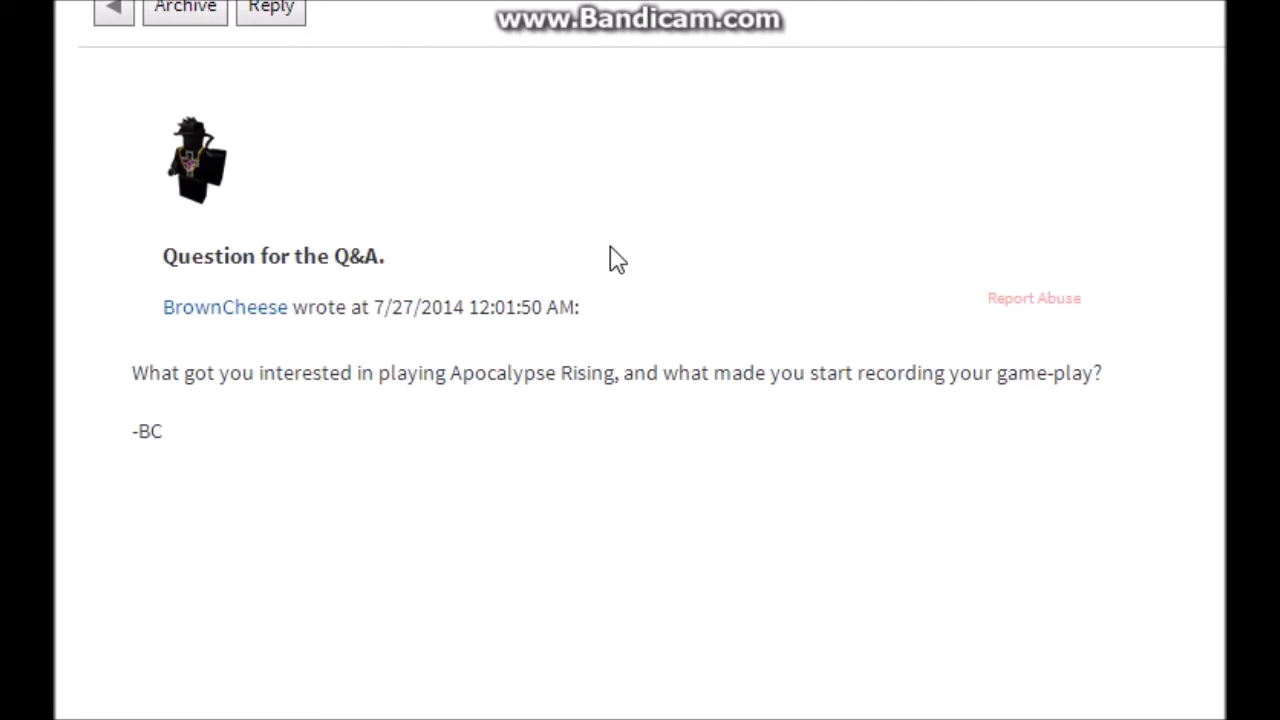 www.Bandicam.com
Archive Reply
Question for the Q&A.
BrownCheese wrote at 7/27/2014 12:01:50 AM:
Report Abuse
What got you interested in playing Apocalypse Rising, and what made you start recording your game-play?
-BC